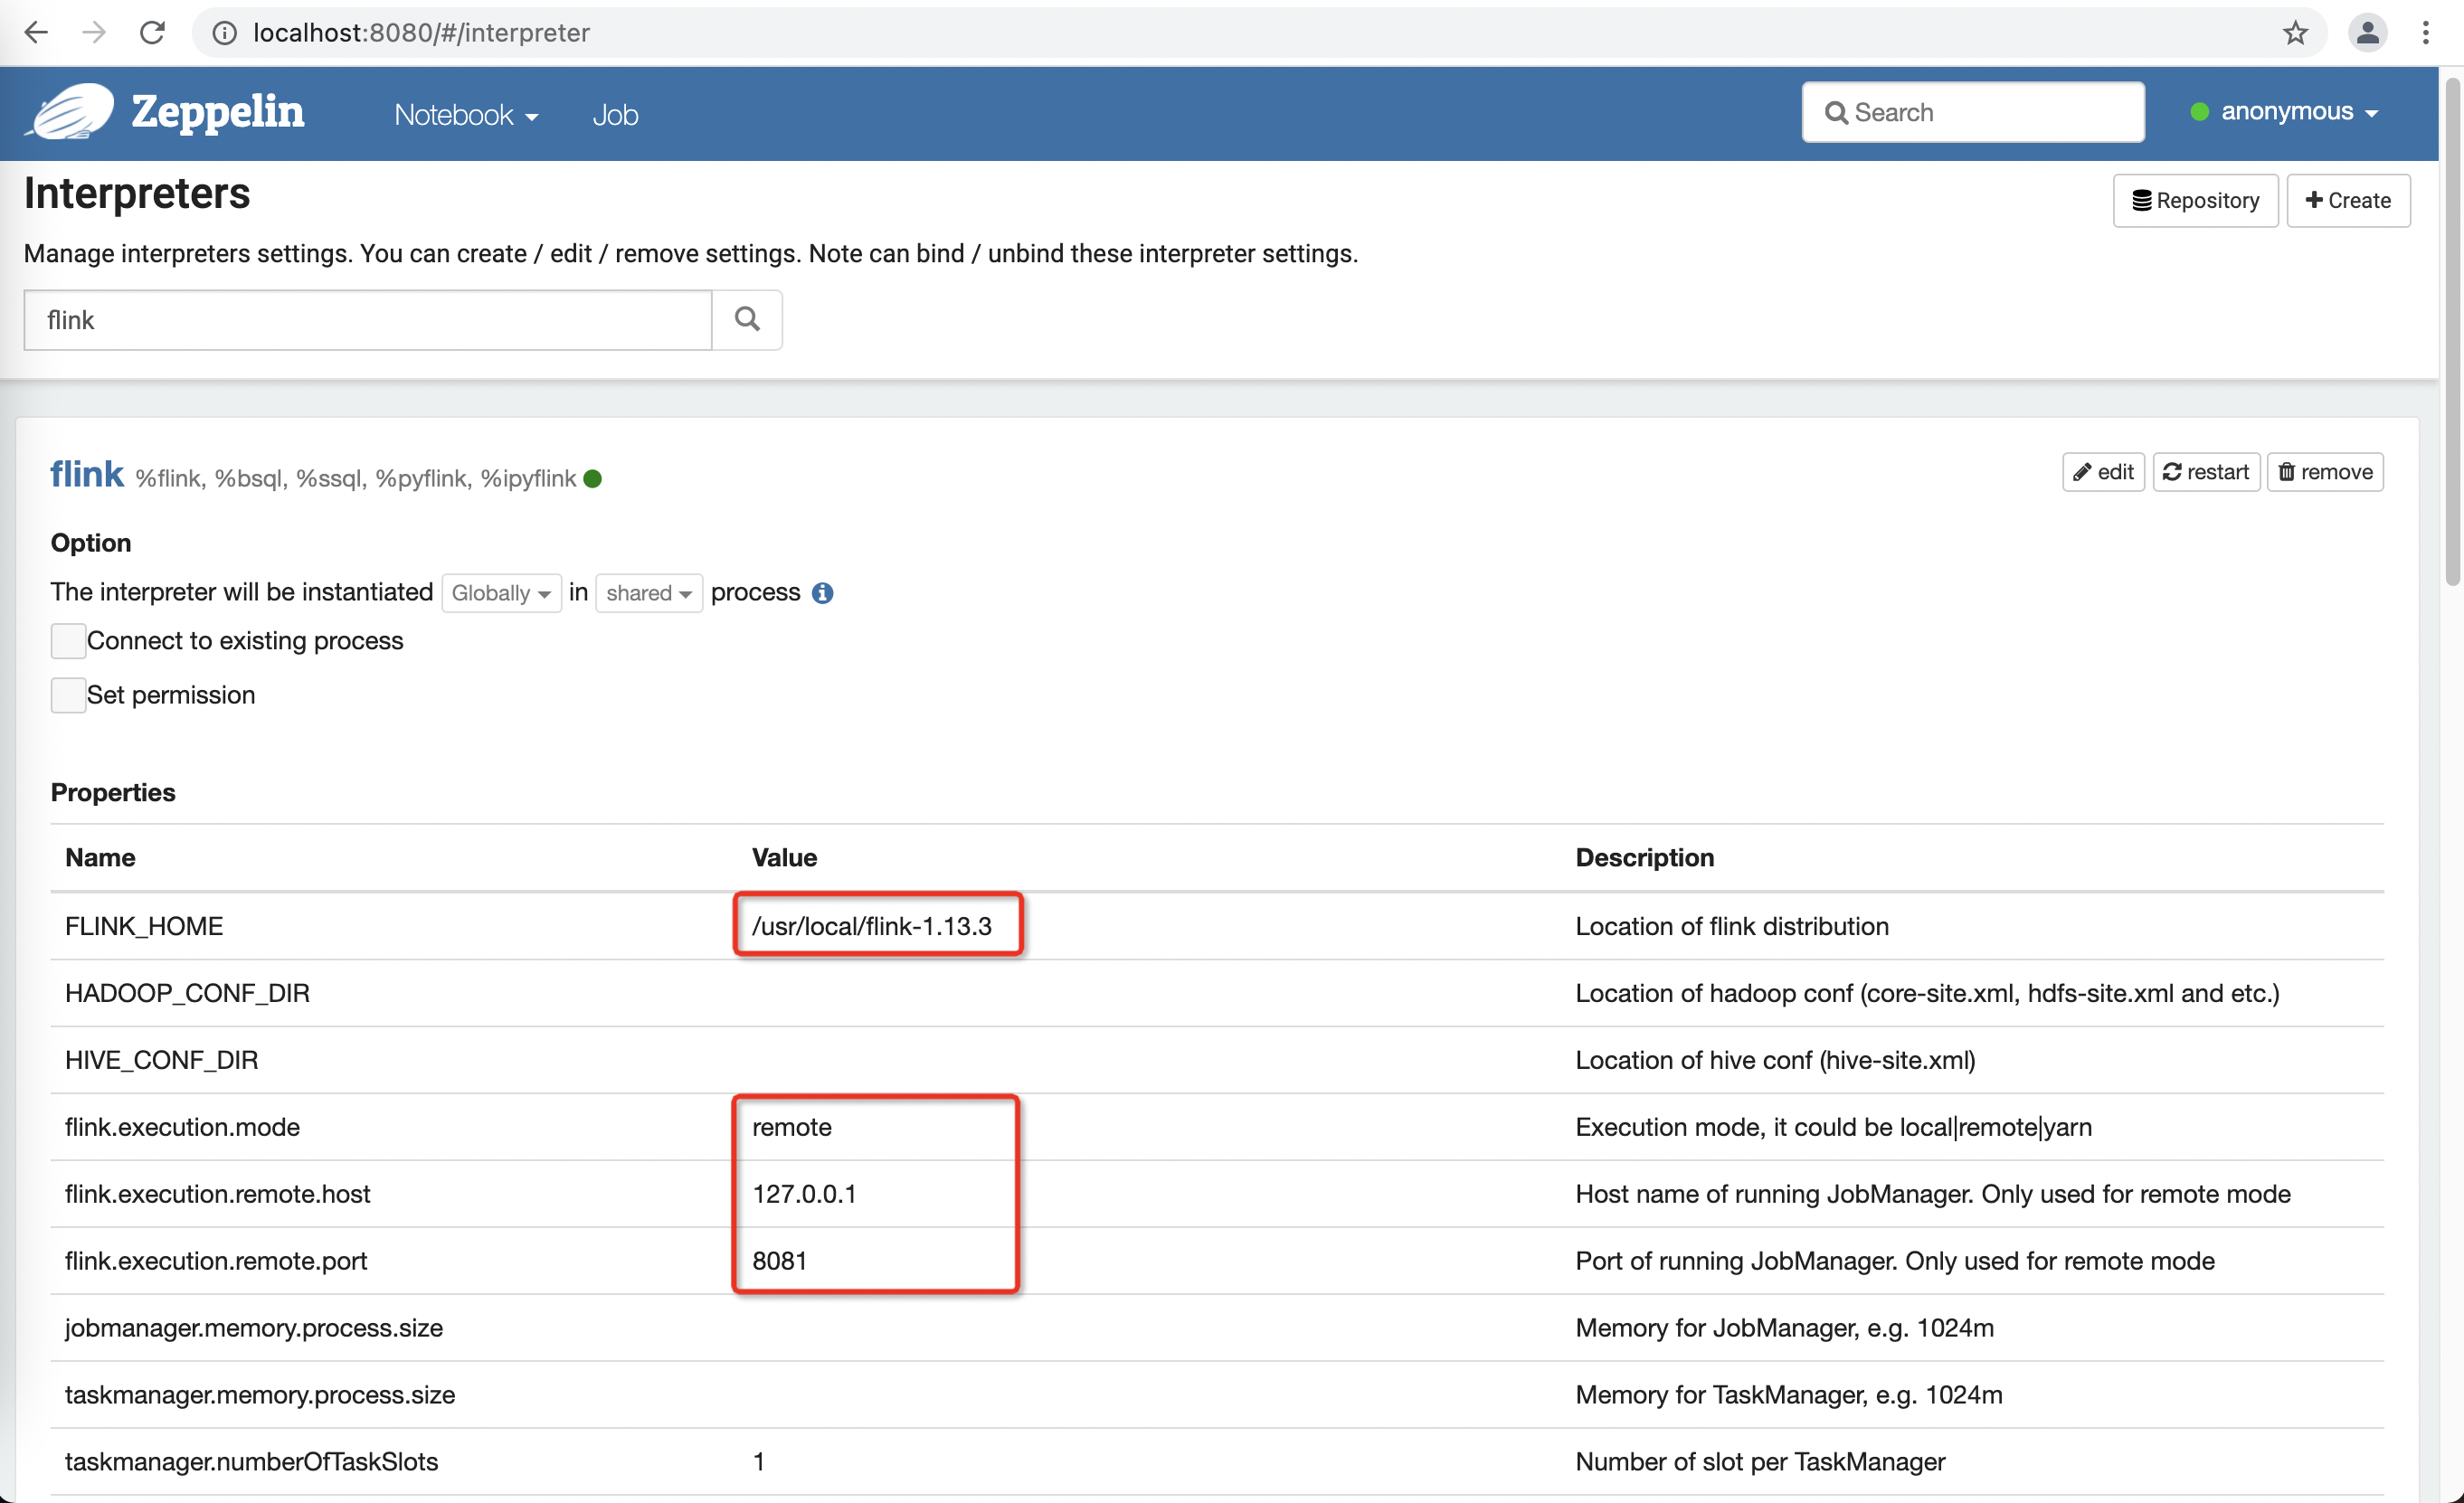 localhost:8080/#/interpreter
Zeppelin Notebook Job Search anonymous
Interpreters
Repository Create
Manage interpreters settings. You can create / edit / remove settings. Note can bind / unbind these interpreter settings.
flink
flink %flink, %bsql, %ssql, %pyflink, %ipyflink
edit restart remove
Option
The interpreter will be instantiated Globally in shared process
Connect to existing process
Set permission
Properties
Name Value Description
FLINK_HOME /usr/local/flink-1.13.3 Location of flink distribution
HADOOP_CONF_DIR Location of hadoop conf (core-site.xml, hdfs-site.xml and etc.)
HIVE_CONF_DIR Location of hive conf (hive-site.xml)
flink.execution.mode remote Execution mode, it could be local|remote|yarn
flink.execution.remote.host 127.0.0.1 Host name of running JobManager. Only used for remote mode
flink.execution.remote.port 8081 Port of running JobManager. Only used for remote mode
jobmanager.memory.process.size Memory for JobManager, e.g. 1024m
taskmanager.memory.process.size Memory for TaskManager, e.g. 1024m
taskmanager.numberOfTaskSlots 1 Number of slot per TaskManager